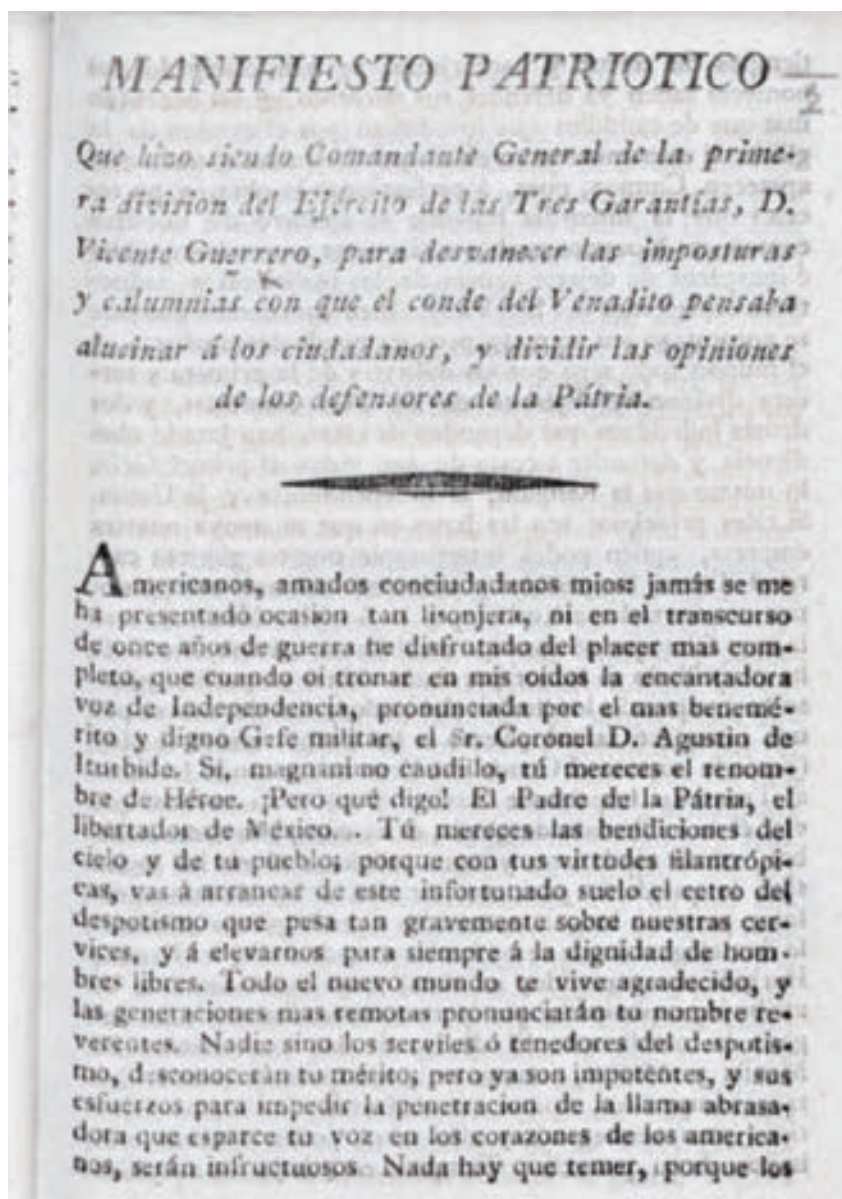 MANIFIESTO PATRIOTICO
2
Que hizo siendo Comandante General de la prime-
ra division del Ejército de las Tres Garantías, D.
Vicente Guerrero, para desvanecer las imposturas
y calumnias con que el conde del Venadito pensaba
alucinar á los ciudadanos, y dividir las opiniones
de los defensores de la Pátria.
Americanos, amados conciudadanos mios: jamás se me
ha presentado ocasion tan lisonjera, ni en el transcurso
de once años de guerra he disfrutado del placer mas com-
pleto, que cuando oí tronar en mis oidos la encantadora
voz de Independencia, pronunciada por el mas benemé-
rito y digno Gefe militar, el Sr. Coronel D. Agustin de
Iturbide. Si, magnanimo caudillo, tú mereces el renom-
bre de Héroe. ¡Pero qué digo! El Padre de la Pátria, el
libertador de México... Tú mereces las bendiciones del
cielo y de tu pueblo; porque con tus virtudes filantrópi-
cas, vas á arrancar de este infortunado suelo el cetro del
despotismo que pesa tan gravemente sobre nuestras cer-
vices, y á elevarnos para siempre á la dignidad de hom-
bres libres. Todo el nuevo mundo te vive agradecido, y
las generaciones mas remotas pronunciarán tu nombre re-
verentes. Nadie sino los serviles ó tenedores del despotis-
mo, desconocerán tu mérito; pero ya son impotentes, y sus
esfuerzos para impedir la penetracion de la llama abrasa-
dora que esparce tu voz en los corazones de los america-
nos, serán infructuosos. Nada hay que temer, porque los